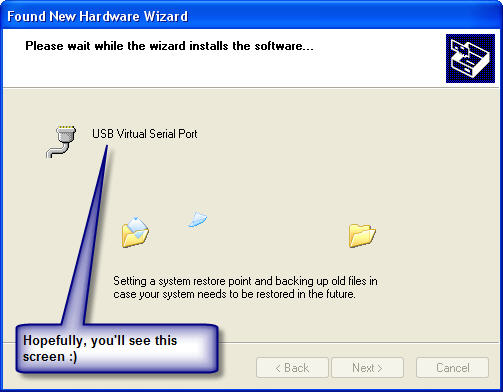 Found New Hardware Wizard
Please wait while the wizard installs the software...
USB Virtual Serial Port
Setting a system restore point and backing up old files in
case your system needs to be restored in the future.
Hopefully, you'll see this
screen :)
< Back
Next >
Cancel